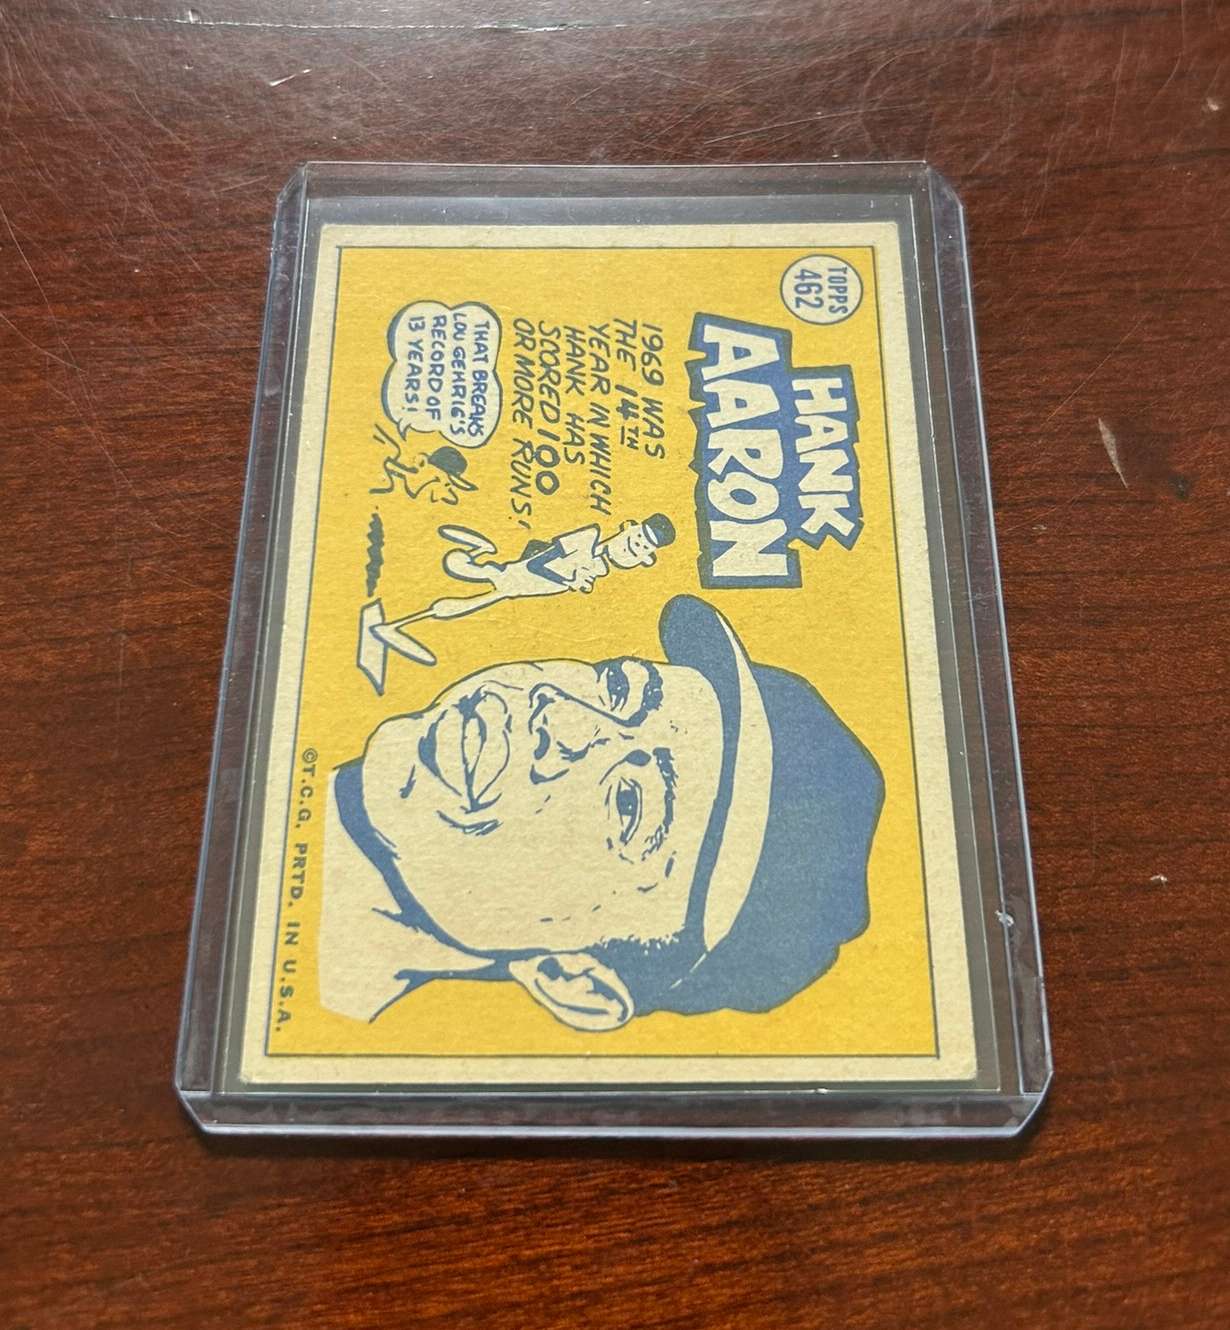 TOPPS
462
HANK
AARON
1969 WAS
THE 14TH
YEAR IN WHICH
HANK HAS
SCORED 100
OR MORE RUNS!
THAT BREAKS
LOU GEHRIG'S
RECORD OF
13 YEARS!
©T.C.G. PRTD. IN U.S.A.